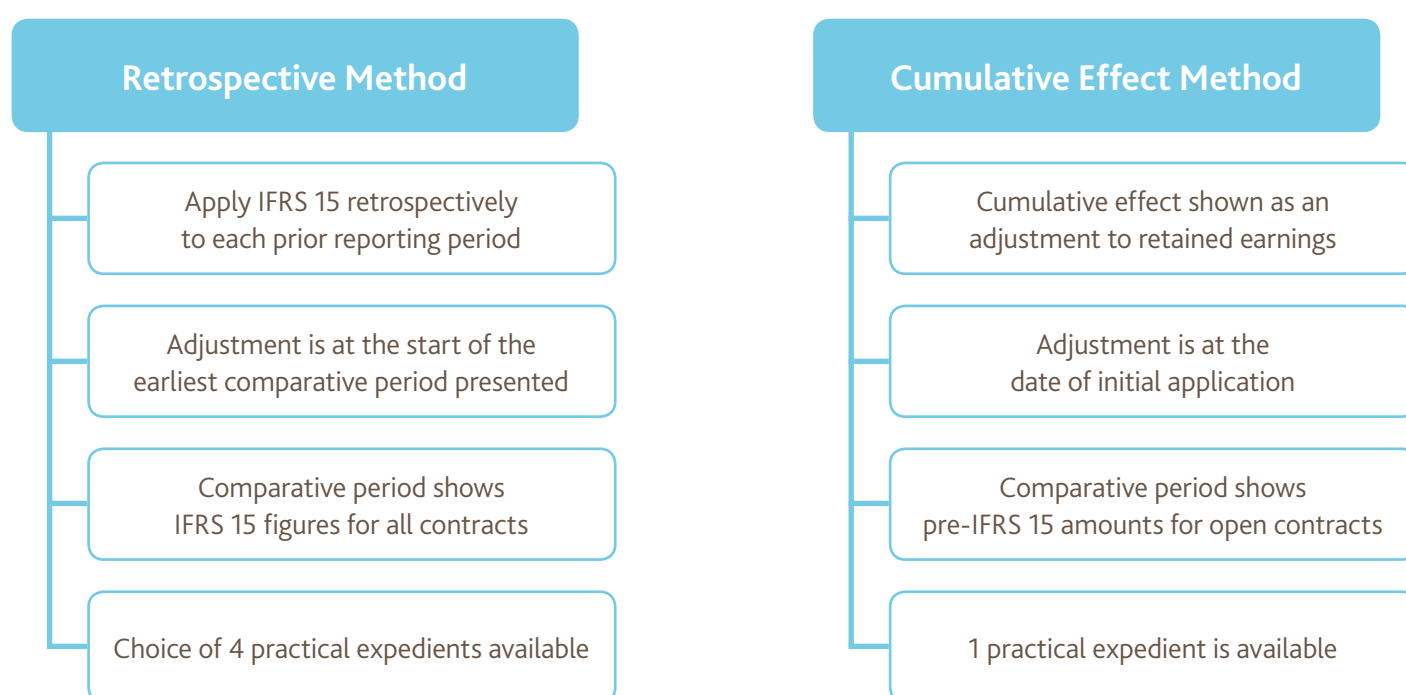 Retrospective Method
Apply IFRS 15 retrospectively
to each prior reporting period
Adjustment is at the start of the
earliest comparative period presented
Comparative period shows
IFRS 15 figures for all contracts
Choice of 4 practical expedients available
Cumulative Effect Method
Cumulative effect shown as an
adjustment to retained earnings
Adjustment is at the
date of initial application
Comparative period shows
pre-IFRS 15 amounts for open contracts
1 practical expedient is available